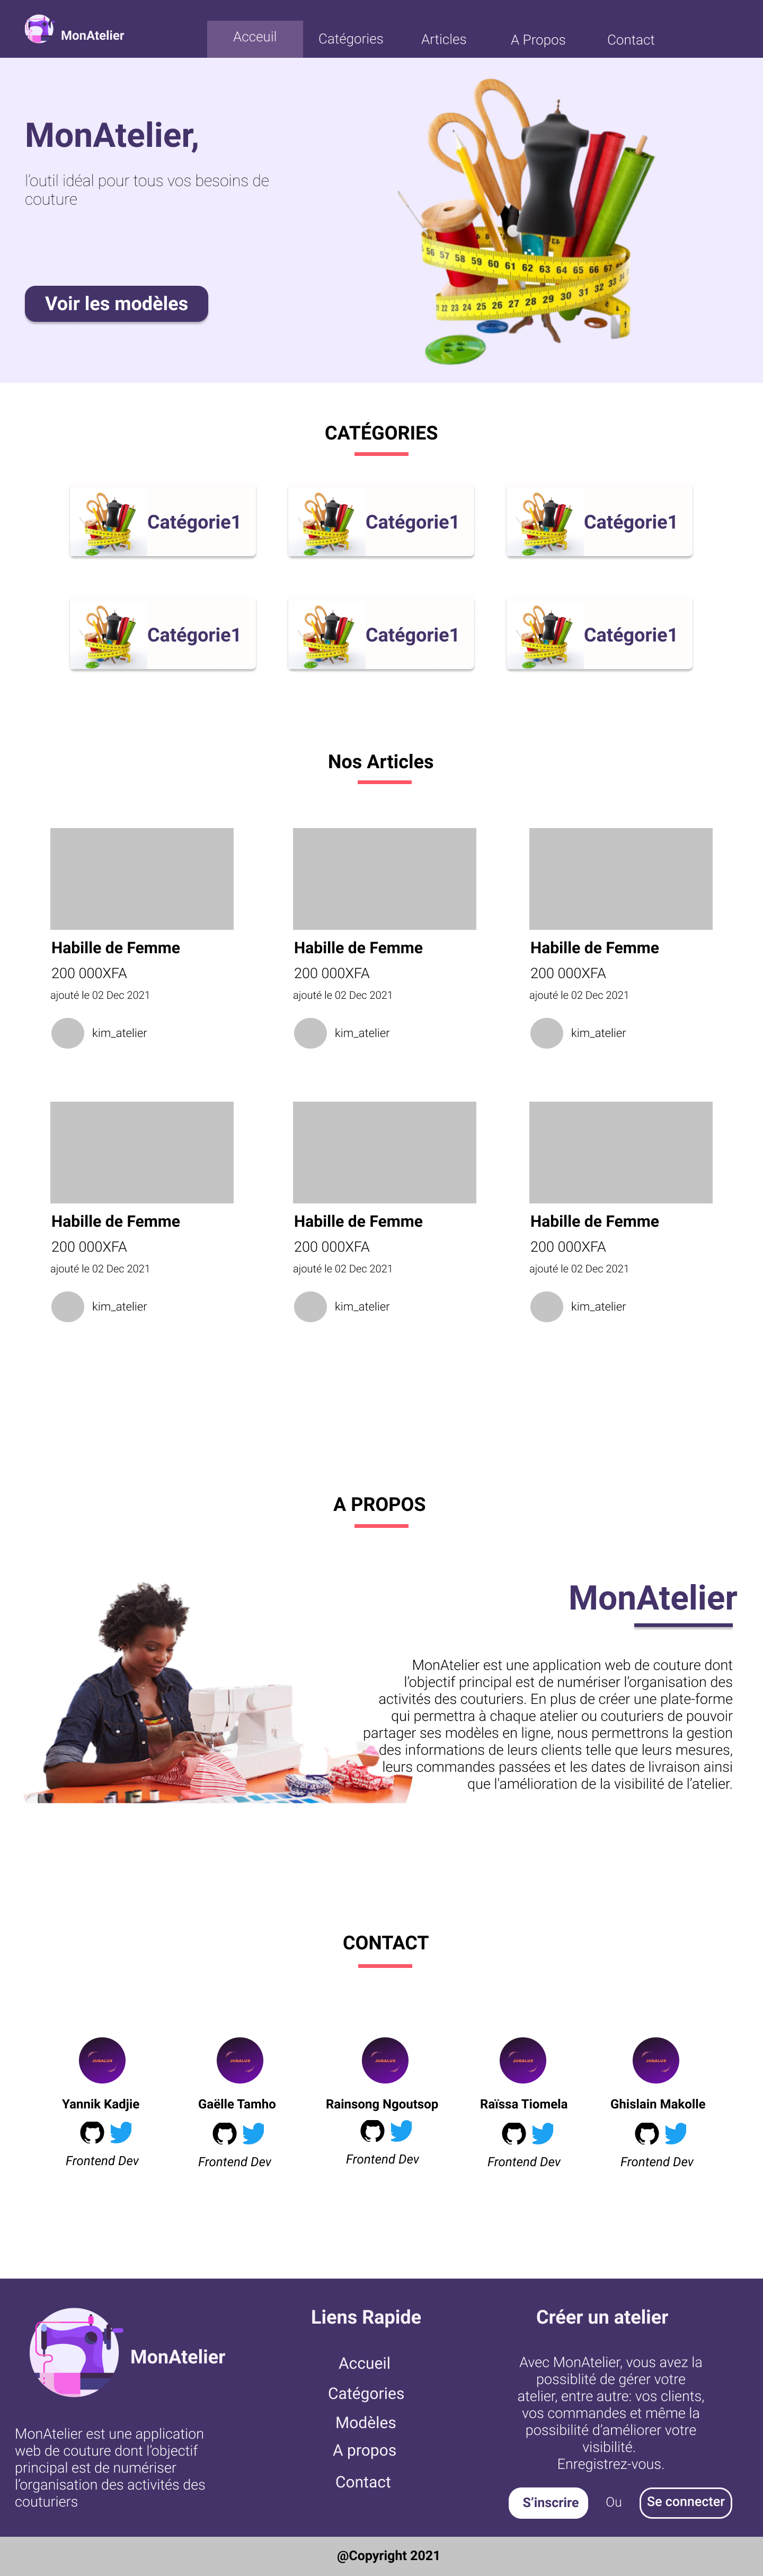 MonAtelier
Acceuil
Catégories
Articles
A Propos
Contact
MonAtelier,
l'outil idéal pour tous vos besoins de
couture
Voir les modèles
56 57 58 59 60 61 62 63 64 65 66 67
22 23 24 25 26 27 28 29 30 31 32 33
CATÉGORIES
Catégorie1
Catégorie1
Catégorie1
Catégorie1
Catégorie1
Catégorie1
Nos Articles
Habille de Femme
200 000XFA
ajouté le 02 Dec 2021
kim_atelier
Habille de Femme
200 000XFA
ajouté le 02 Dec 2021
kim_atelier
Habille de Femme
200 000XFA
ajouté le 02 Dec 2021
kim_atelier
Habille de Femme
200 000XFA
ajouté le 02 Dec 2021
kim_atelier
Habille de Femme
200 000XFA
ajouté le 02 Dec 2021
kim_atelier
Habille de Femme
200 000XFA
ajouté le 02 Dec 2021
kim_atelier
A PROPOS
MonAtelier
MonAtelier est une application web de couture dont
l'objectif principal est de numériser l'organisation des
activités des couturiers. En plus de créer une plate-forme
qui permettra à chaque atelier ou couturiers de pouvoir
partager ses modèles en ligne, nous permettrons la gestion
des informations de leurs clients telle que leurs mesures,
leurs commandes passées et les dates de livraison ainsi
que l'amélioration de la visibilité de l'atelier.
CONTACT
JUGALUX
Yannik Kadjie
Frontend Dev
JUGALUX
Gaëlle Tamho
Frontend Dev
JUGALUX
Rainsong Ngoutsop
Frontend Dev
JUGALUX
Raïssa Tiomela
Frontend Dev
JUGALUX
Ghislain Makolle
Frontend Dev
MonAtelier
MonAtelier est une application
web de couture dont l'objectif
principal est de numériser
l'organisation des activités des
couturiers
Liens Rapide
Accueil
Catégories
Modèles
A propos
Contact
Créer un atelier
Avec MonAtelier, vous avez la
possiblité de gérer votre
atelier, entre autre: vos clients,
vos commandes et même la
possibilité d'améliorer votre
visibilité.
Enregistrez-vous.
S'inscrire
Ou
Se connecter
@Copyright 2021